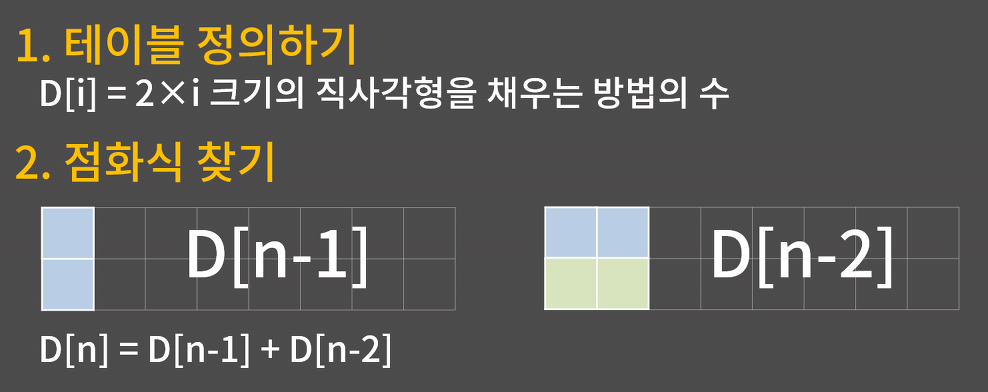 1. 테이블 정의하기
D[i] = 2×i 크기의 직사각형을 채우는 방법의 수
2. 점화식 찾기
D[n-1]
D[n-2]
D[n] = D[n-1] + D[n-2]